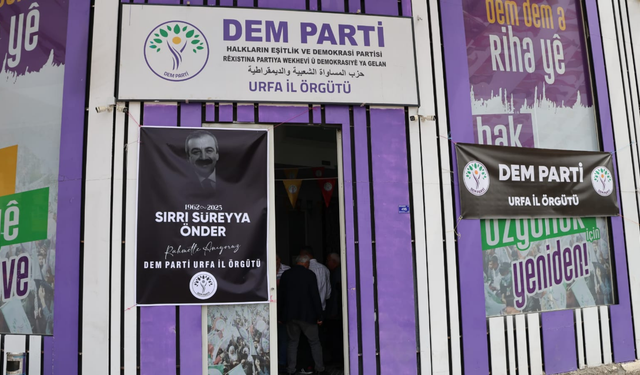 DEM PARTİ
HALKLARIN EŞİTLİK VE DEMOKRASİ PARTİSİ
RÊXISTINA PARTIYA WEKHEVÎ Û DEMOKRASIYÊ YA GELAN
حزب المساواة الشعبية والديمقراطية
URFA İL ÖRGÜTÜ
1962 2025
SIRRI SÜREYYA
ÖNDER
Rahmetle Anıyoruz
DEM PARTİ URFA İL ÖRGÜTÜ
DEM PARTİ
URFA İL ÖRGÜTÜ
dem dem a
Riha yê
hak
için
yeniden!
yê
ê
ve